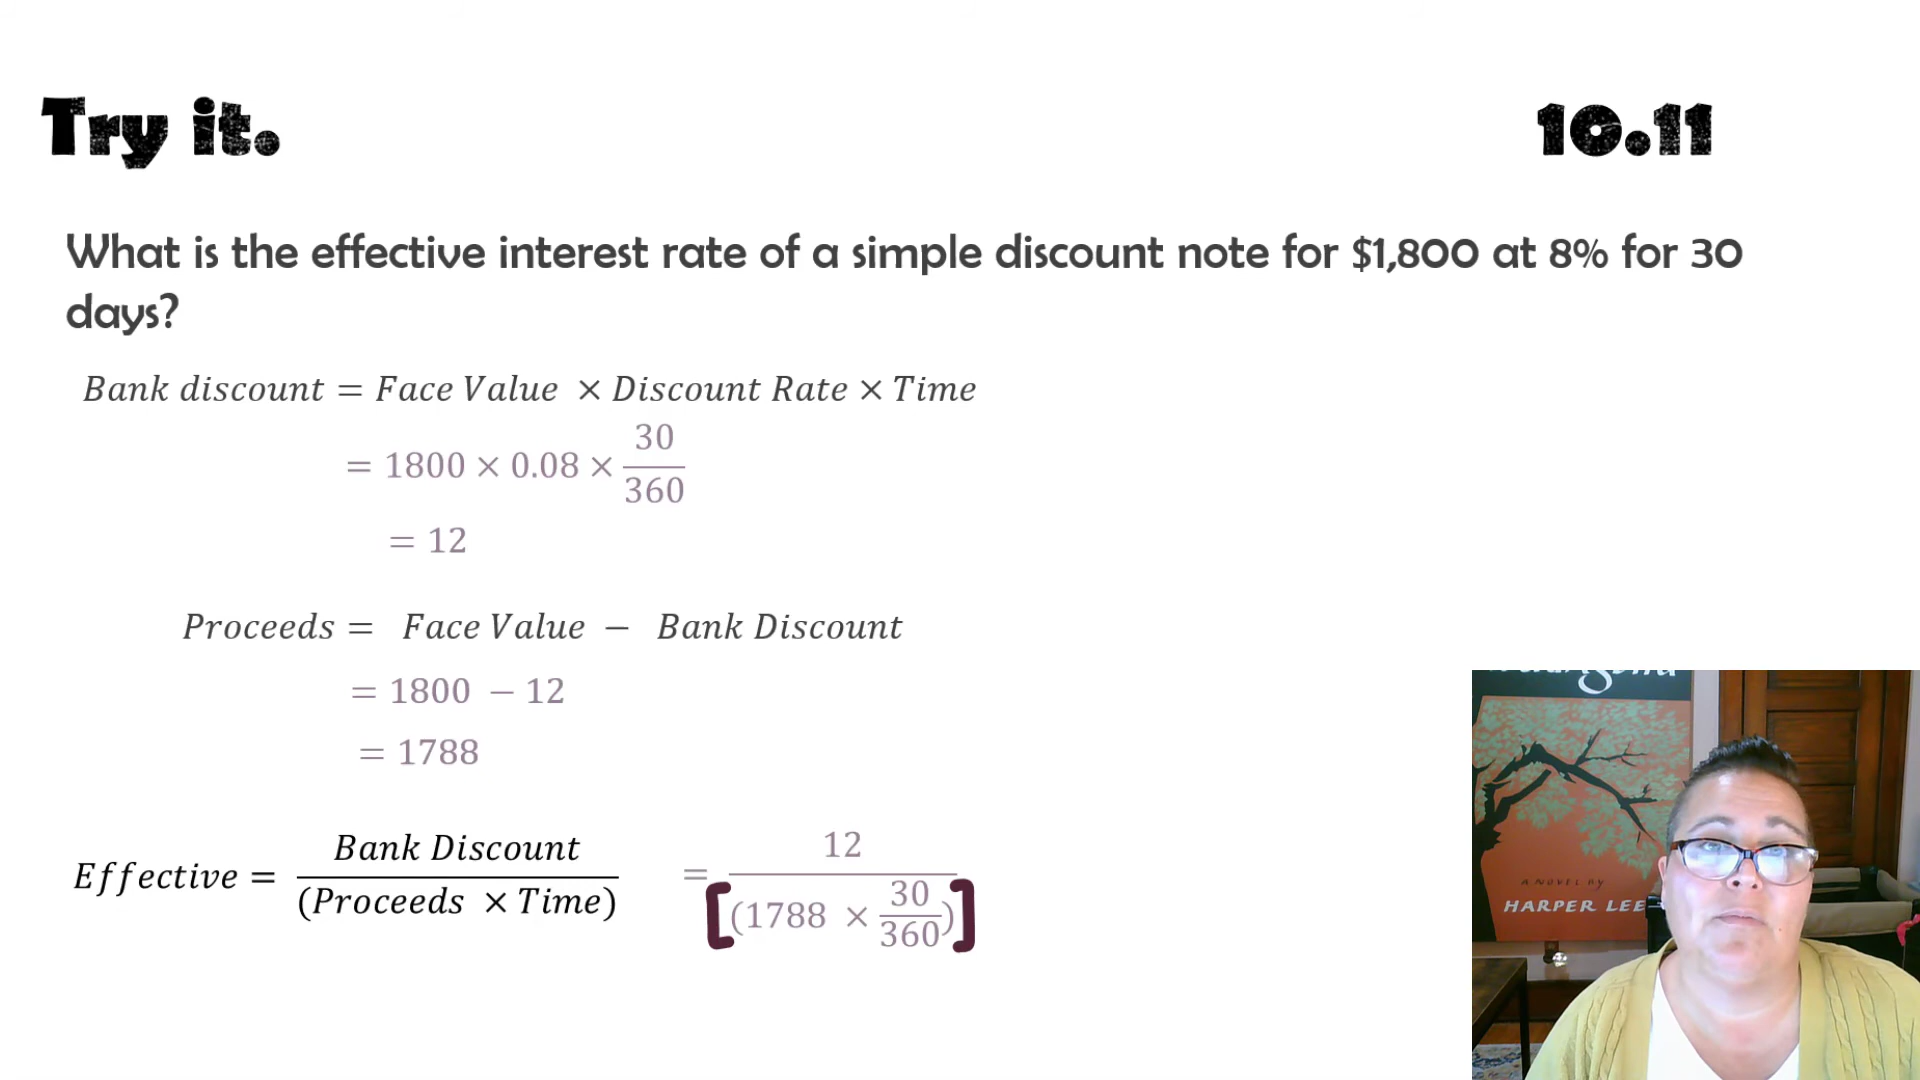 Try it.
10.11
What is the effective interest rate of a simple discount note for $1,800 at 8% for 30
days?
Bank discount = Face Value × Discount Rate × Time
= 1800 × 0.08 × 30/360
= 12
Proceeds = Face Value − Bank Discount
= 1800 − 12
= 1788
Effective = Bank Discount/(Proceeds × Time) = 12/[(1788 × 30/360)]
A NOVEL BY
HARPER LEE